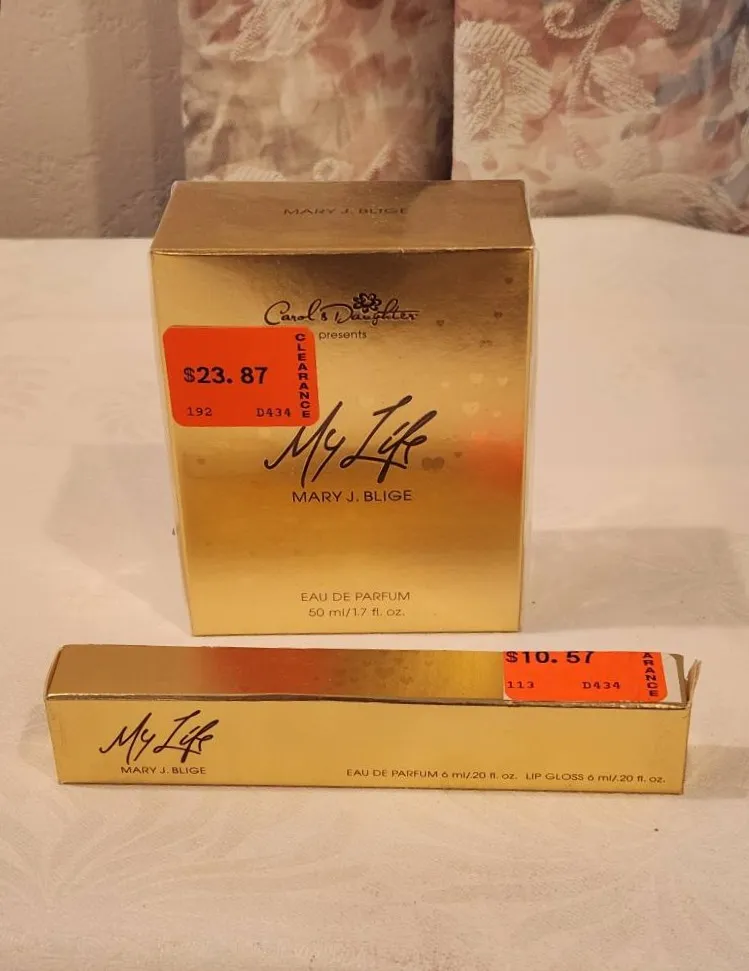 MARY J. BLIGE
Carol's Daughter
presents
$23.87
CLEARANCE
192 D434
My Life
MARY J. BLIGE
EAU DE PARFUM
50 ml/1.7 fl. oz.
$10.57
ARANCE
113 D434
My Life
MARY J. BLIGE
EAU DE PARFUM 6 ml/.20 fl. oz. LIP GLOSS 6 ml/.20 fl. oz.